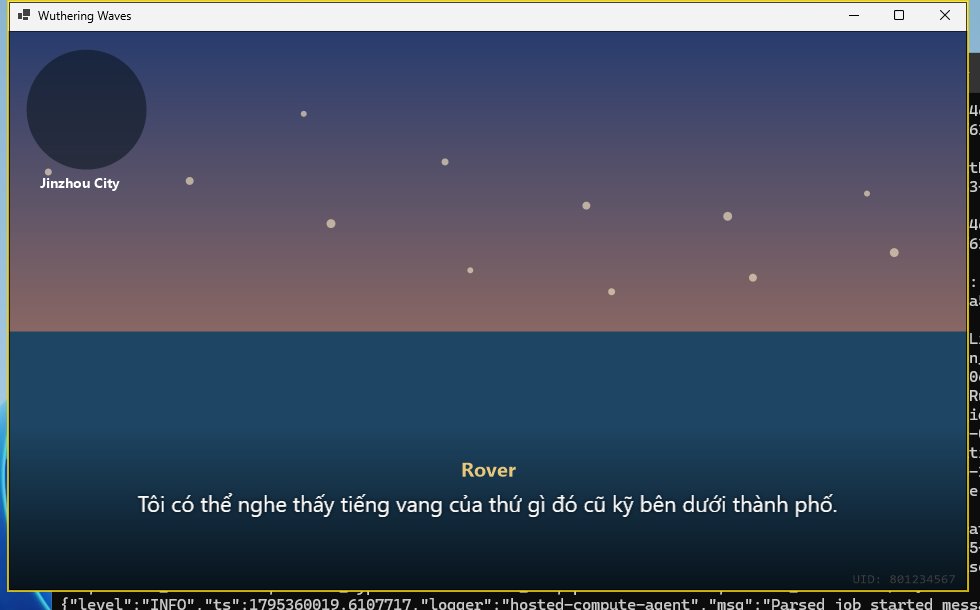 Wuthering Waves
Jinzhou City
Rover
Tôi có thể nghe thấy tiếng vang của thứ gì đó cũ kỹ bên dưới thành phố.
UID: 801234567
{"level":"INFO","ts":1795360019.6107717,"logger":"hosted-compute-agent","msg":"Parsed job started mes